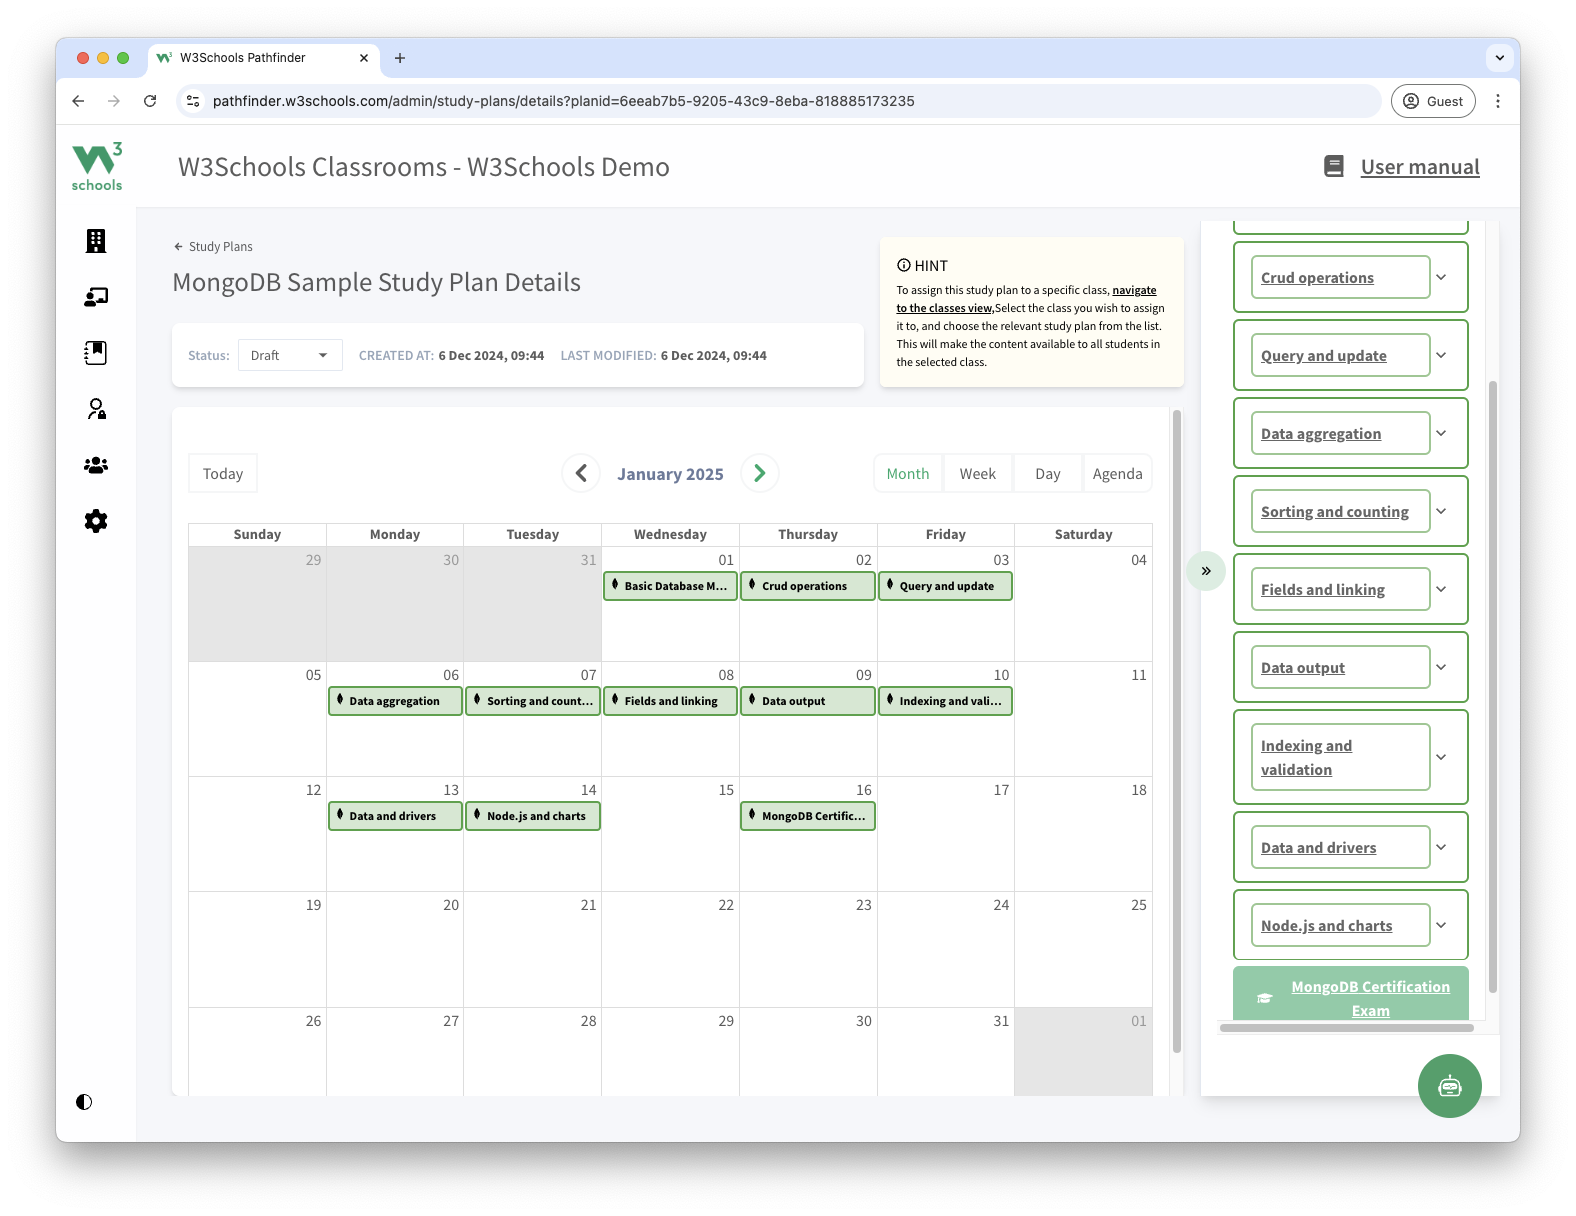 W3Schools Pathfinder
pathfinder.w3schools.com/admin/study-plans/details?planid=6eeab7b5-9205-43c9-8eba-818885173235
Guest
W3 schools
W3Schools Classrooms - W3Schools Demo
User manual
Study Plans
MongoDB Sample Study Plan Details
Status: Draft CREATED AT: 6 Dec 2024, 09:44 LAST MODIFIED: 6 Dec 2024, 09:44
HINT
To assign this study plan to a specific class, navigate
to the classes view,Select the class you wish to assign
it to, and choose the relevant study plan from the list.
This will make the content available to all students in
the selected class.
Today
January 2025
Month Week Day Agenda
Sunday Monday Tuesday Wednesday Thursday Friday Saturday
29 30 31 01 02 03 04
Basic Database M... Crud operations Query and update
05 06 07 08 09 10 11
Data aggregation Sorting and count... Fields and linking Data output Indexing and vali...
12 13 14 15 16 17 18
Data and drivers Node.js and charts MongoDB Certific...
19 20 21 22 23 24 25
26 27 28 29 30 31 01
Crud operations
Query and update
Data aggregation
Sorting and counting
Fields and linking
Data output
Indexing and
validation
Data and drivers
Node.js and charts
MongoDB Certification
Exam